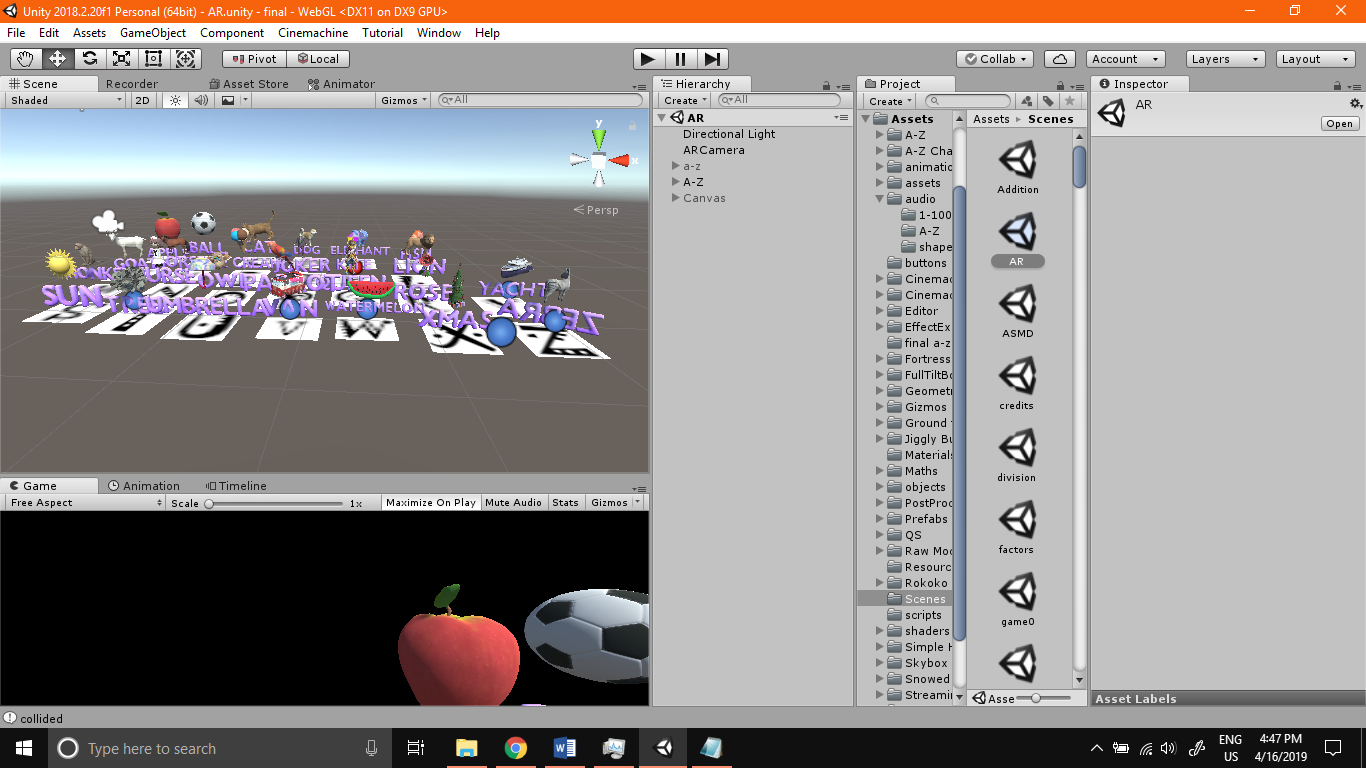 Unity 2018.2.20f1 Personal (64bit) - AR.unity - final - WebGL <DX11 on DX9 GPU>
File Edit Assets GameObject Component Cinemachine Tutorial Window Help
Pivot Local Collab Account Layers Layout
Scene Recorder Asset Store Animator
Shaded 2D Gizmos All
y
x
Persp
BALL CAT DOG ELEPHANT
LION
SUN UMBRELLA VAN WATERMELON ROSE YACHT
XMAS ZEBRA
U V W X Z
Game Animation Timeline
Free Aspect Scale 1x Maximize On Play Mute Audio Stats Gizmos
Hierarchy
Create All
AR
Directional Light
ARCamera
a-z
A-Z
Canvas
Project
Create
Assets
A-Z
A-Z Cha
animatio
assets
audio
1-100
A-Z
shape
buttons
Cinemac
Cinemac
Editor
EffectEx
final a-z
Fortress
FullTiltBo
Geometr
Gizmos
Ground
Jiggly Bu
Materials
Maths
objects
PostProc
Prefabs
QS
Raw Moc
Resourc
Rokoko
Scenes
scripts
shaders
Simple H
Skybox
Snowed
Streamin
Assets Scenes
Addition
AR
ASMD
credits
division
factors
game0
Asse
Inspector
AR
Open
Asset Labels
collided
Type here to search
ENG
US
4:47 PM
4/16/2019